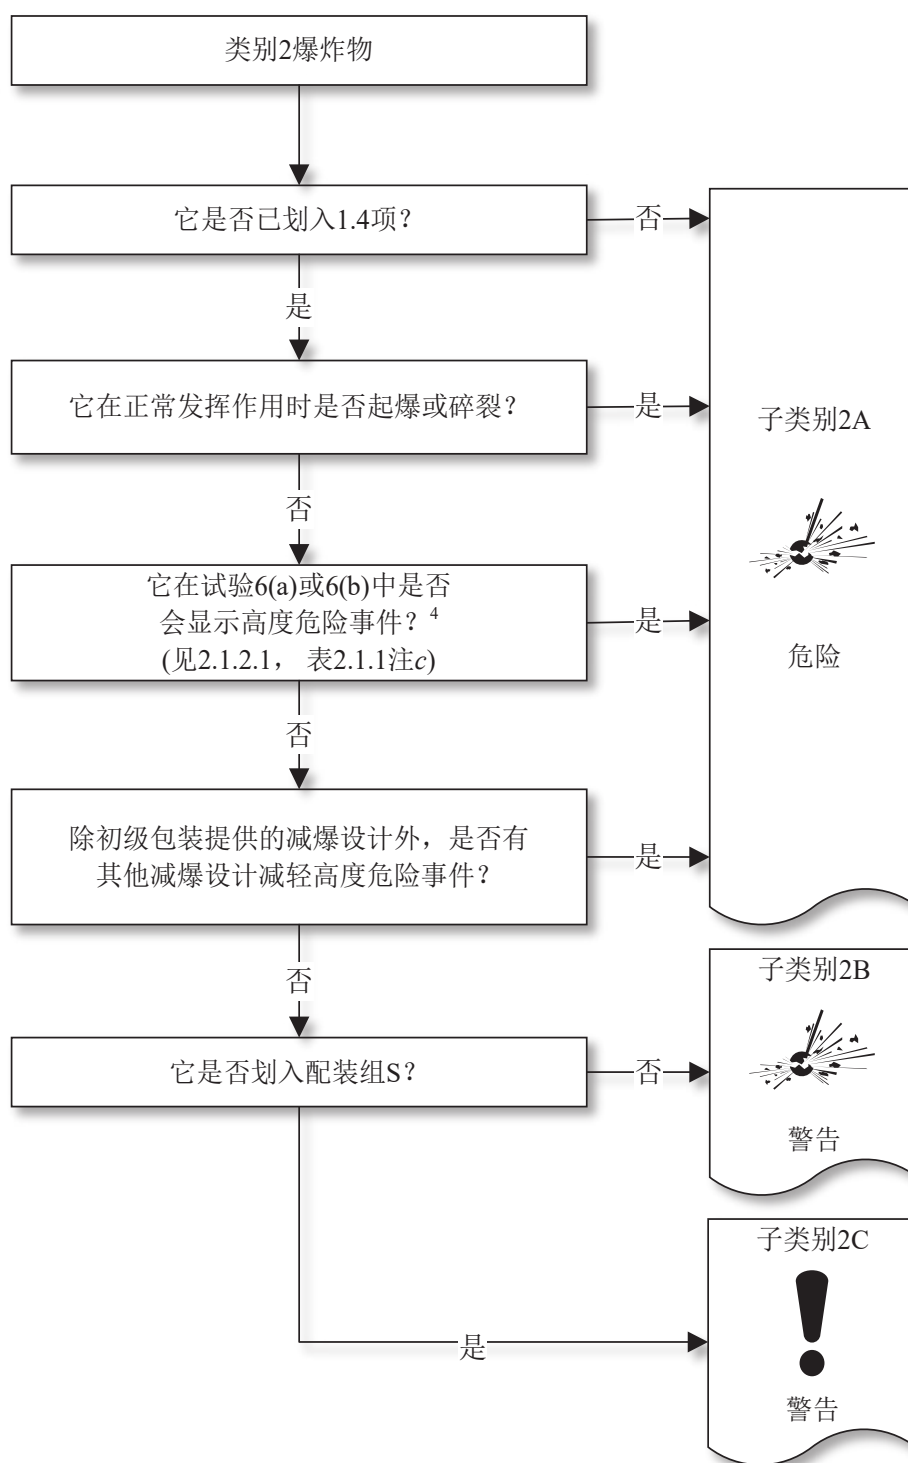 类别2爆炸物
它是否已划入1.4项？
否
是
它在正常发挥作用时是否起爆或碎裂？
是
子类别2A
否
它在试验6(a)或6(b)中是否
会显示高度危险事件？4
(见2.1.2.1， 表2.1.1注c)
是
危险
否
除初级包装提供的减爆设计外，是否有
其他减爆设计减轻高度危险事件？
是
否
子类别2B
它是否划入配装组S？
否
警告
子类别2C
是
警告